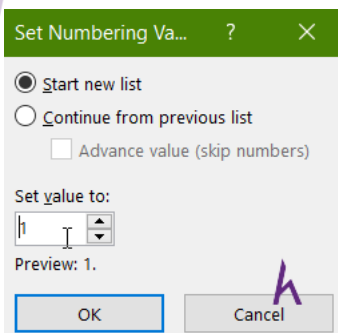 Set Numbering Va... ?
Start new list
Continue from previous list
Advance value (skip numbers)
Set value to:
1
Preview: 1.
OK Cancel